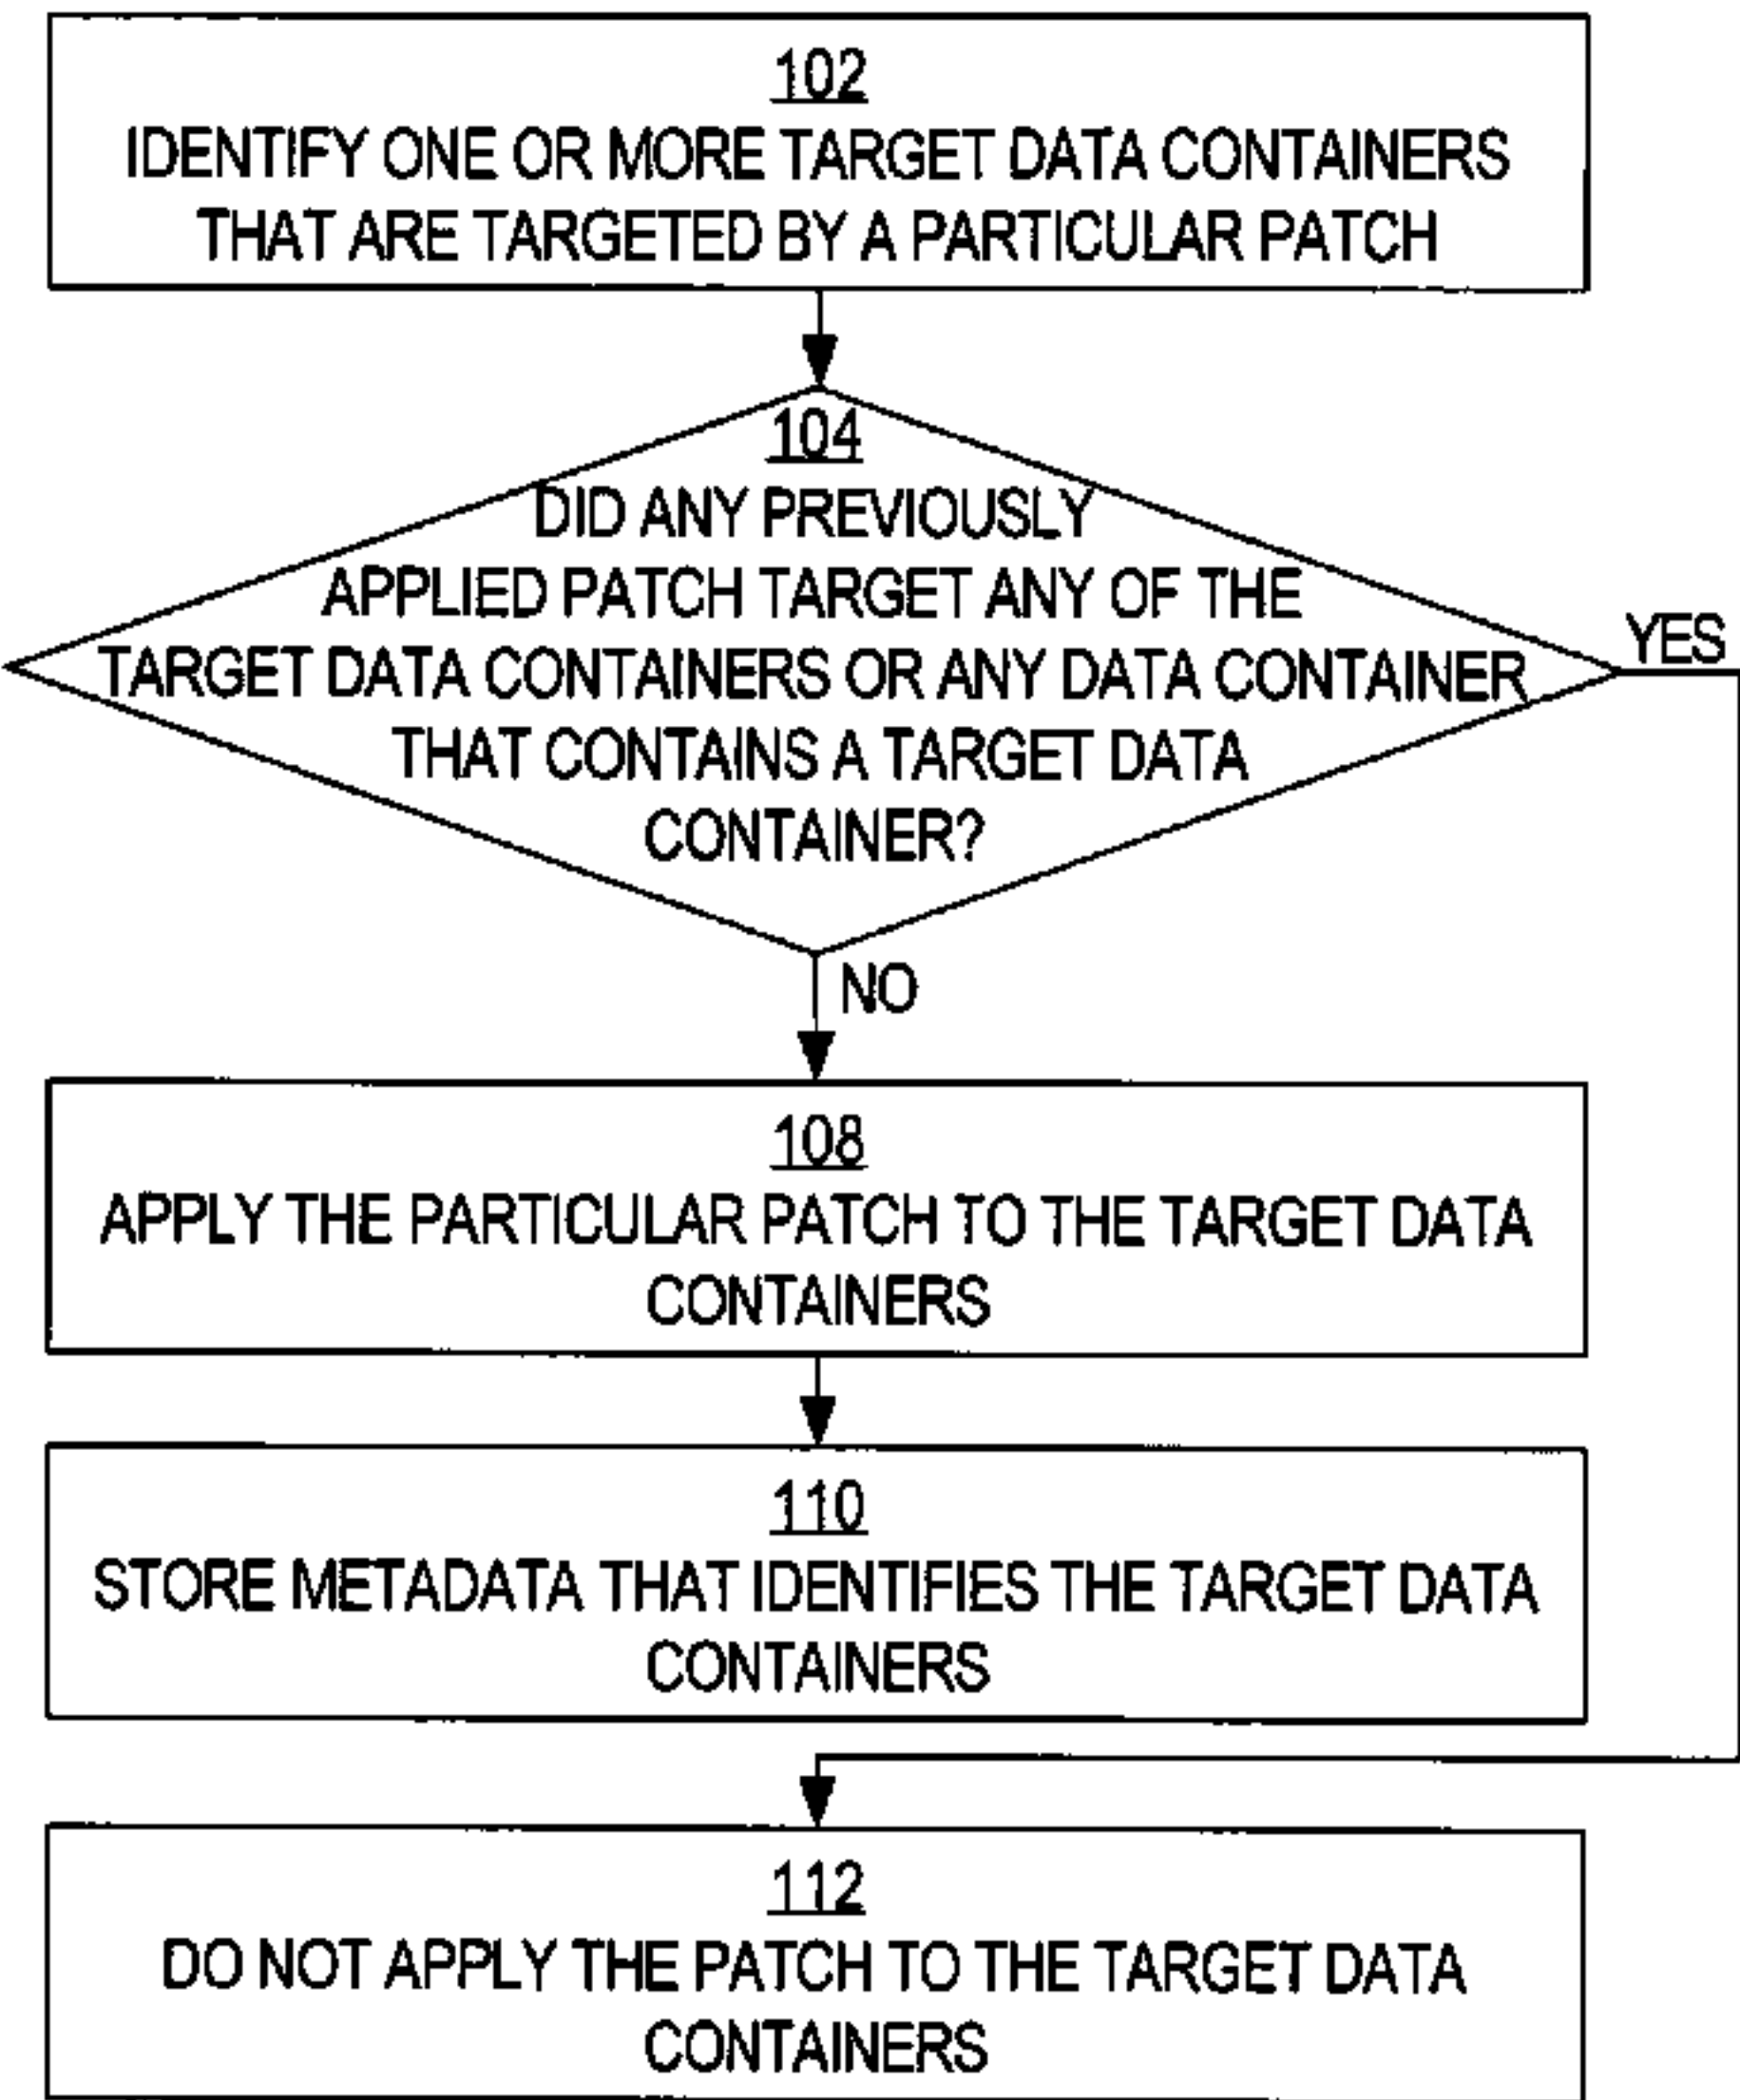 102
IDENTIFY ONE OR MORE TARGET DATA CONTAINERS
THAT ARE TARGETED BY A PARTICULAR PATCH
104
DID ANY PREVIOUSLY
APPLIED PATCH TARGET ANY OF THE
TARGET DATA CONTAINERS OR ANY DATA CONTAINER
THAT CONTAINS A TARGET DATA
CONTAINER?
YES
NO
108
APPLY THE PARTICULAR PATCH TO THE TARGET DATA
CONTAINERS
110
STORE METADATA THAT IDENTIFIES THE TARGET DATA
CONTAINERS
112
DO NOT APPLY THE PATCH TO THE TARGET DATA
CONTAINERS